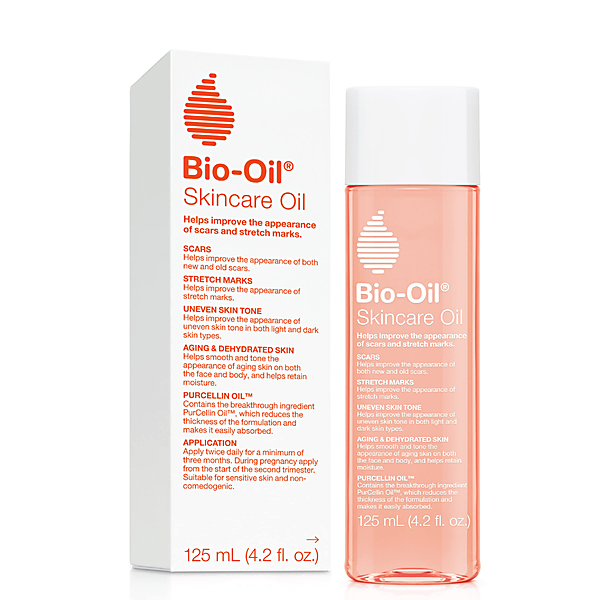 Bio-Oil®
Skincare Oil
Helps improve the appearance
of scars and stretch marks.
SCARS
Helps improve the appearance of both
new and old scars.
STRETCH MARKS
Helps improve the appearance of
stretch marks.
UNEVEN SKIN TONE
Helps improve the appearance of
uneven skin tone in both light and dark
skin types.
AGING & DEHYDRATED SKIN
Helps smooth and tone the
appearance of aging skin on both
the face and body, and helps retain
moisture.
PURCELLIN OIL™
Contains the breakthrough ingredient
PurCellin Oil™, which reduces the
thickness of the formulation and
makes it easily absorbed.
APPLICATION
Apply twice daily for a minimum of
three months. During pregnancy apply
from the start of the second trimester.
Suitable for sensitive skin and non-
comedogenic.
125 mL (4.2 fl. oz.)
Bio-Oil®
Skincare Oil
Helps improve the appearance
of scars and stretch marks.
SCARS
Helps improve the appearance of
both new and old scars.
STRETCH MARKS
Helps improve the appearance of
stretch marks.
UNEVEN SKIN TONE
Helps improve the appearance of
uneven skin tone in both light and
dark skin types.
AGING & DEHYDRATED SKIN
Helps smooth and tone the
appearance of aging skin on both
the face and body, and helps retain
moisture.
PURCELLIN OIL™
Contains the breakthrough ingredient
PurCellin Oil™, which reduces the
thickness of the formulation and
makes it easily absorbed.
125 mL (4.2 fl. oz.)